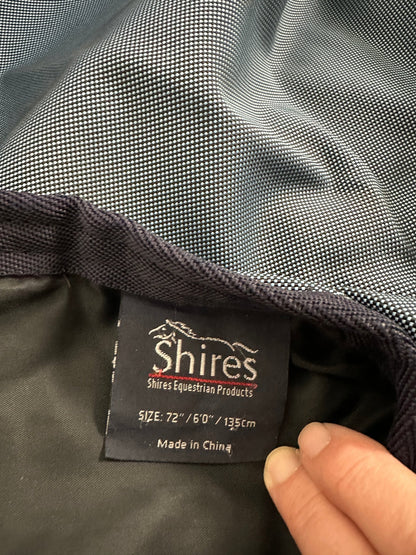 Shires
Shires Equestrian Products
SIZE: 72"/6'0"/135cm
Made in China